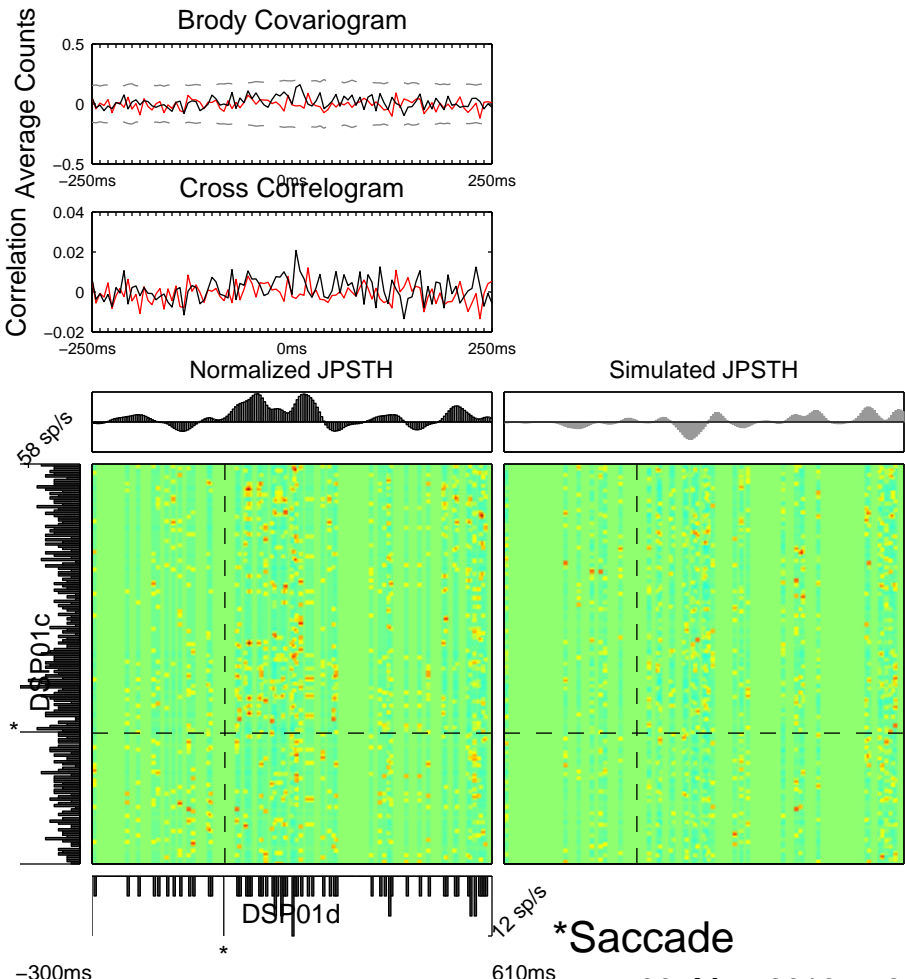 Brody Covariogram
Average Counts
0.5
0
−0.5
−250ms
0ms
250ms
Cross Correlogram
Correlation
0.04
0.02
0
−0.02
−250ms
0ms
250ms
Normalized JPSTH
Simulated JPSTH
58 sp/s
DSP01c
*
DSP01d
12 sp/s
*
*Saccade
−300ms
610ms